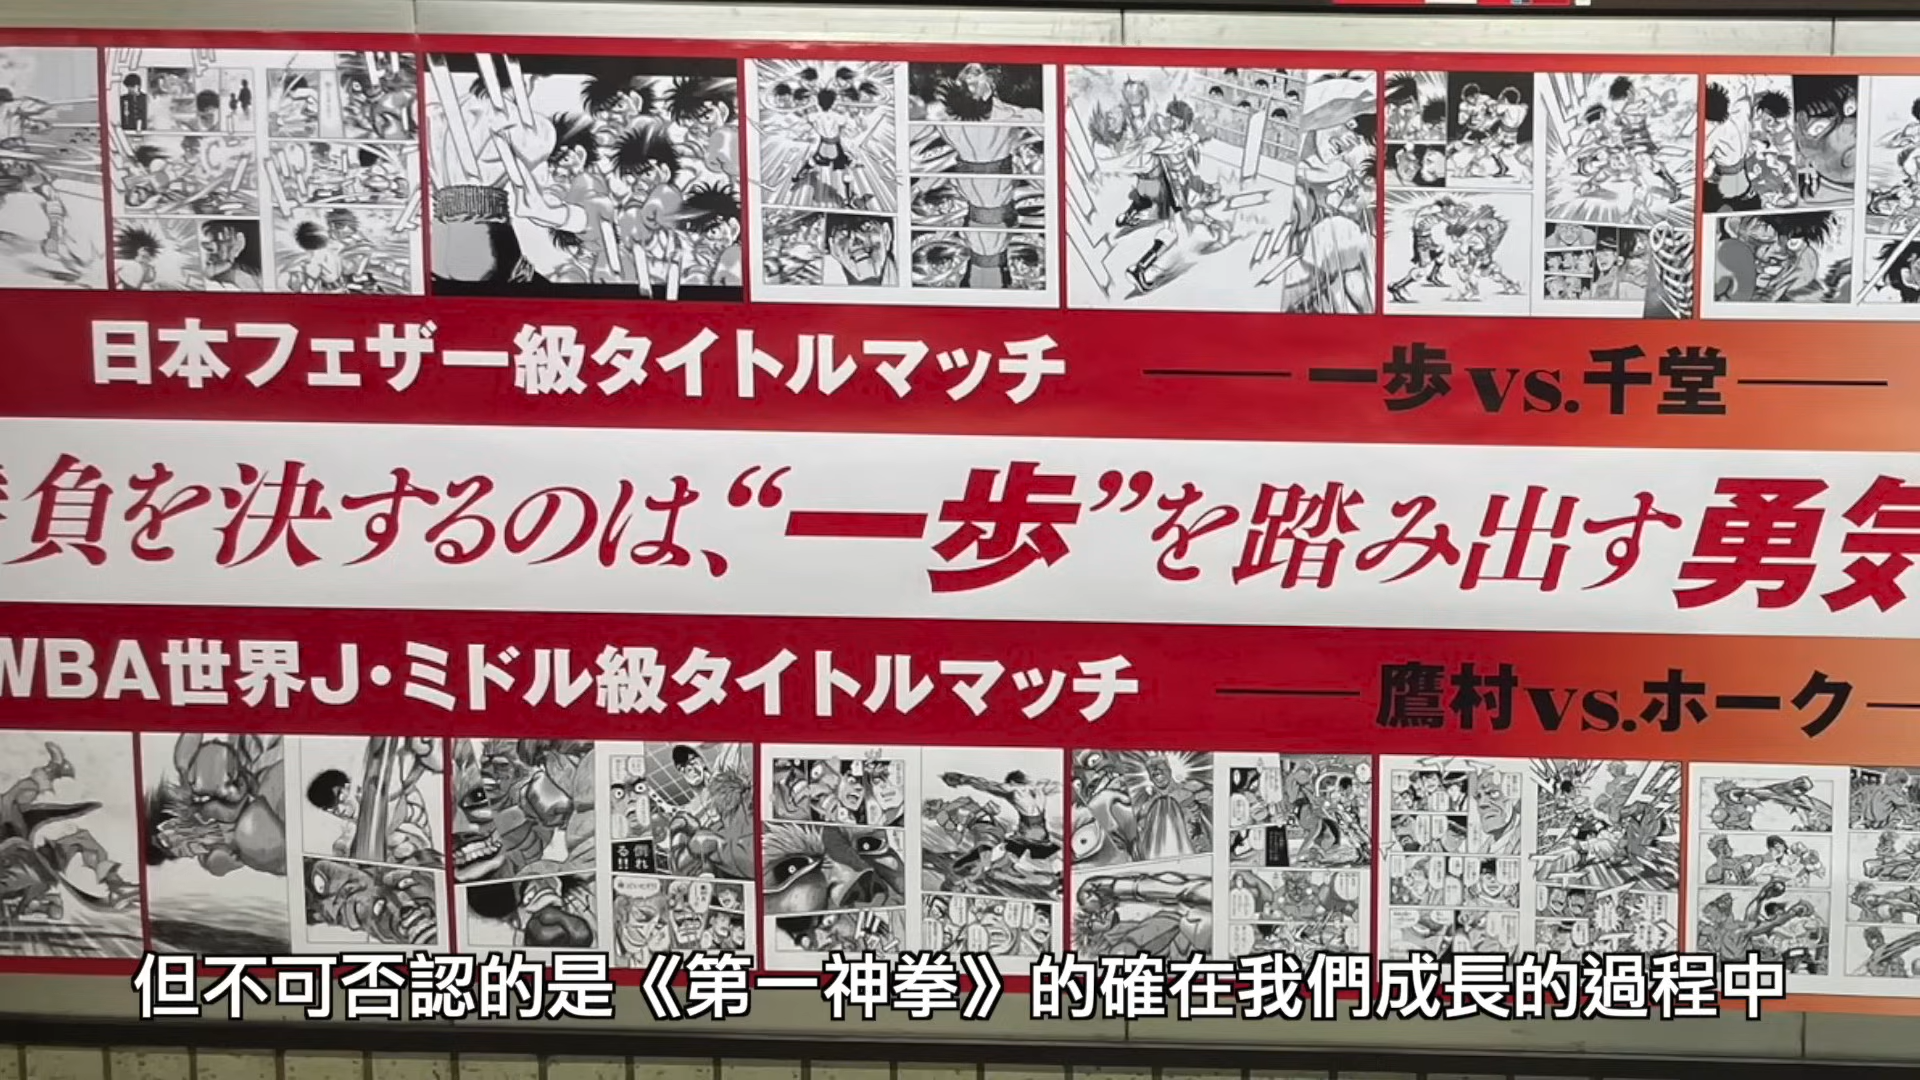 日本フェザー級タイトルマッチ 一歩vs.千堂
負を決するのは、“一歩”を踏み出す勇気
WBA世界J・ミドル級タイトルマッチ 鷹村vs.ホーク
倒れる!!
但不可否認的是《第一神拳》的確在我們成長的過程中